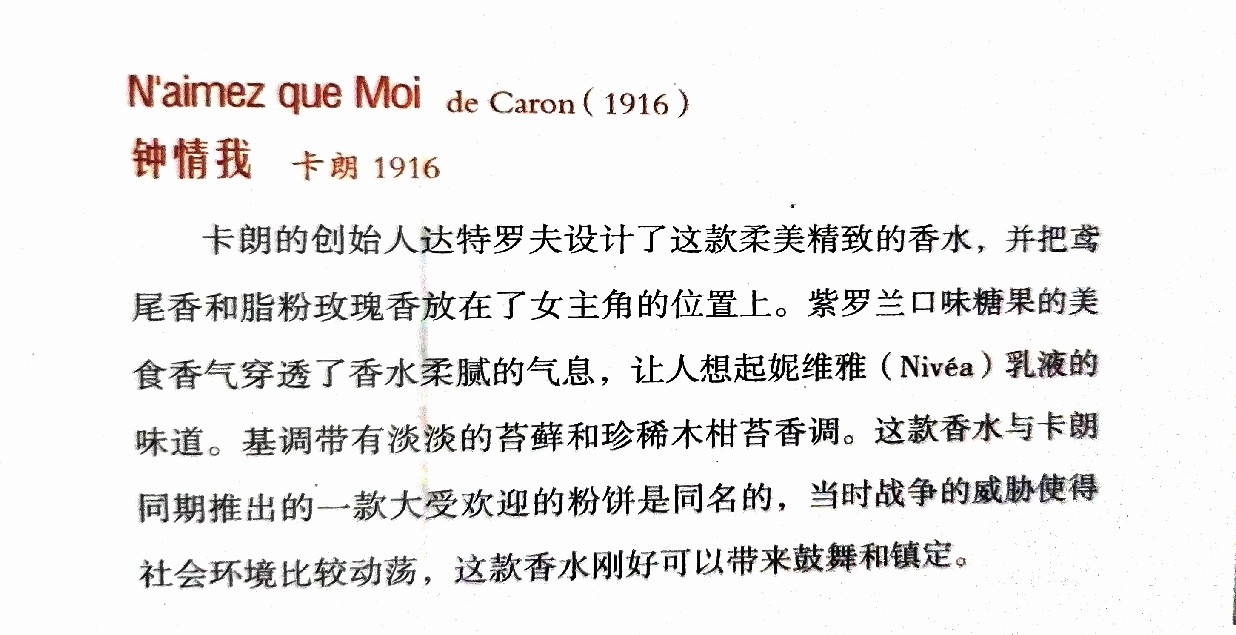 N'aimez que Moi de Caron(1916)
钟情我 卡朗 1916
卡朗的创始人达特罗夫设计了这款柔美精致的香水，并把鸢
尾香和脂粉玫瑰香放在了女主角的位置上。紫罗兰口味糖果的美
食香气穿透了香水柔腻的气息，让人想起妮维雅（Nivéa）乳液的
味道。基调带有淡淡的苔藓和珍稀木柑苔香调。这款香水与卡朗
同期推出的一款大受欢迎的粉饼是同名的，当时战争的威胁使得
社会环境比较动荡，这款香水刚好可以带来鼓舞和镇定。